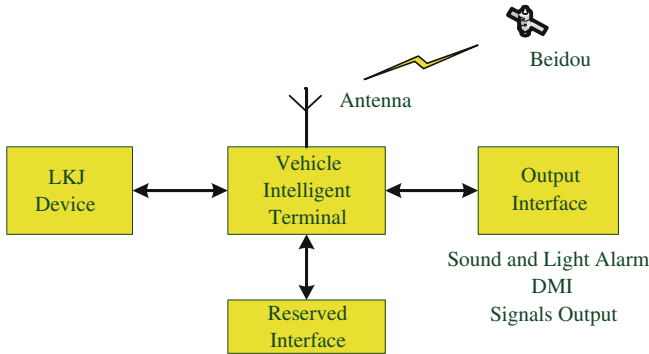 Beidou
Antenna
LKJ
Device
Vehicle
Intelligent
Terminal
Output
Interface
Sound and Light Alarm
DMI
Signals Output
Reserved
Interface